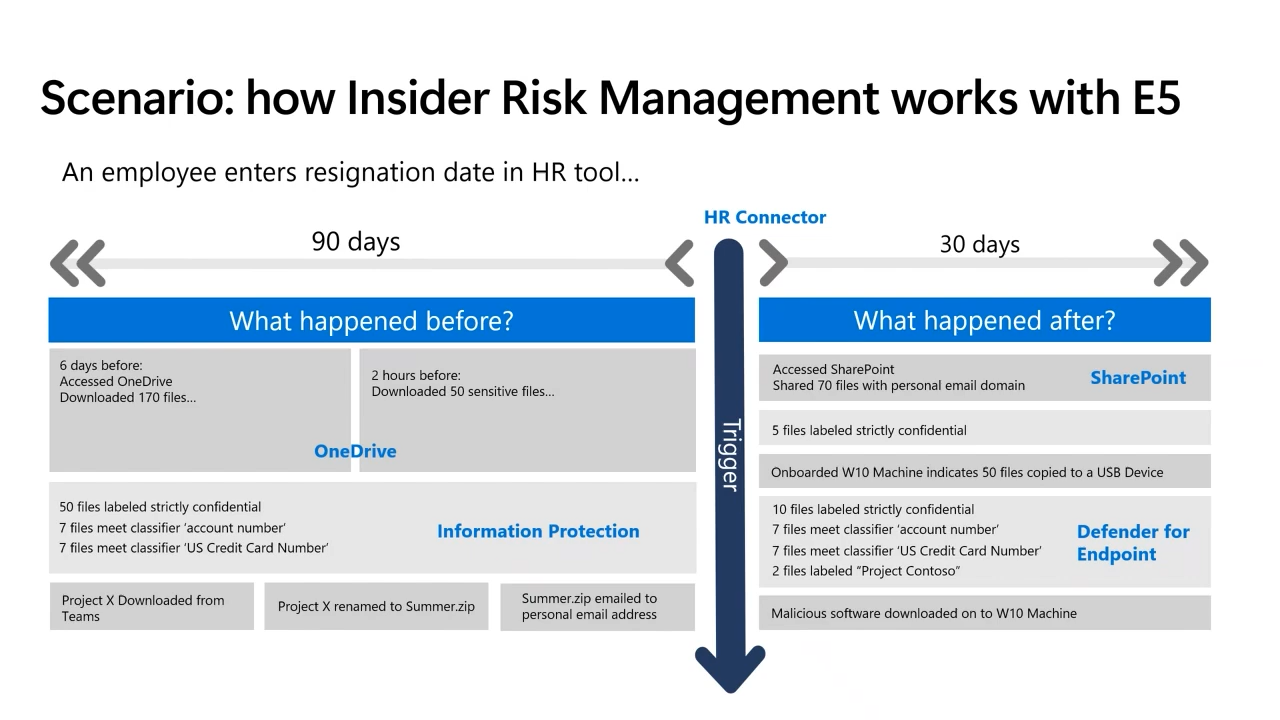 Scenario: how Insider Risk Management works with E5
An employee enters resignation date in HR tool...
HR Connector
90 days
30 days
What happened before?
6 days before:
Accessed OneDrive
Downloaded 170 files...
2 hours before:
Downloaded 50 sensitive files...
OneDrive
50 files labeled strictly confidential
7 files meet classifier ‘account number’
7 files meet classifier ‘US Credit Card Number’
Information Protection
Project X Downloaded from
Teams
Project X renamed to Summer.zip
Summer.zip emailed to
personal email address
Trigger
What happened after?
Accessed SharePoint
Shared 70 files with personal email domain
SharePoint
5 files labeled strictly confidential
Onboarded W10 Machine indicates 50 files copied to a USB Device
10 files labeled strictly confidential
7 files meet classifier ‘account number’
7 files meet classifier ‘US Credit Card Number’
2 files labeled “Project Contoso”
Defender for
Endpoint
Malicious software downloaded on to W10 Machine